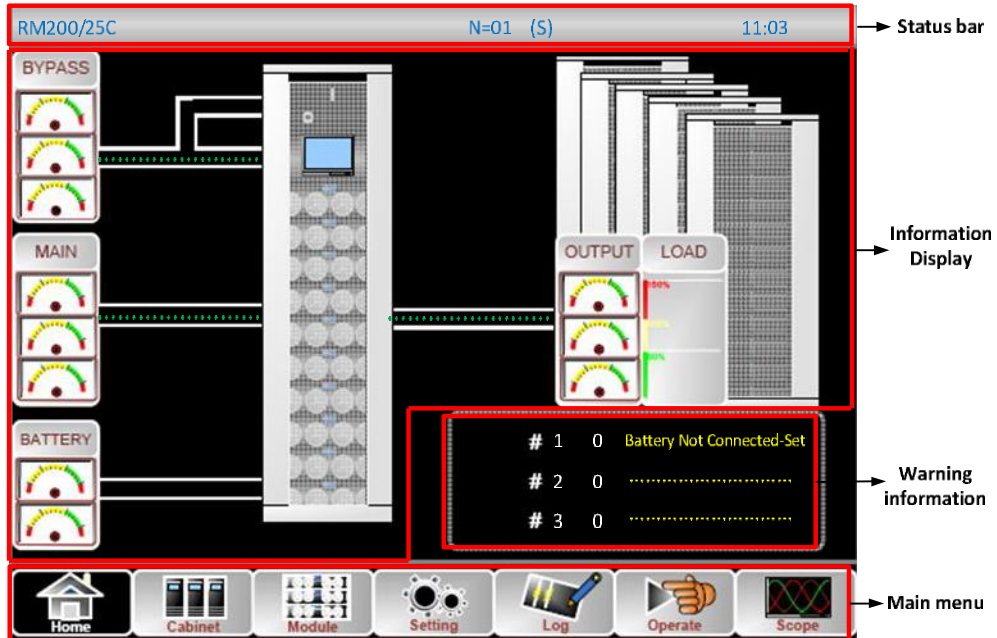 RM200/25C N=01 (S) 11:03
Status bar
BYPASS
MAIN
OUTPUT LOAD
150%
Information
Display
BATTERY
# 1 0 Battery Not Connected-Set
# 2 0
# 3 0
Warning
information
Home Cabinet Module Setting Log Operate Scope
Main menu